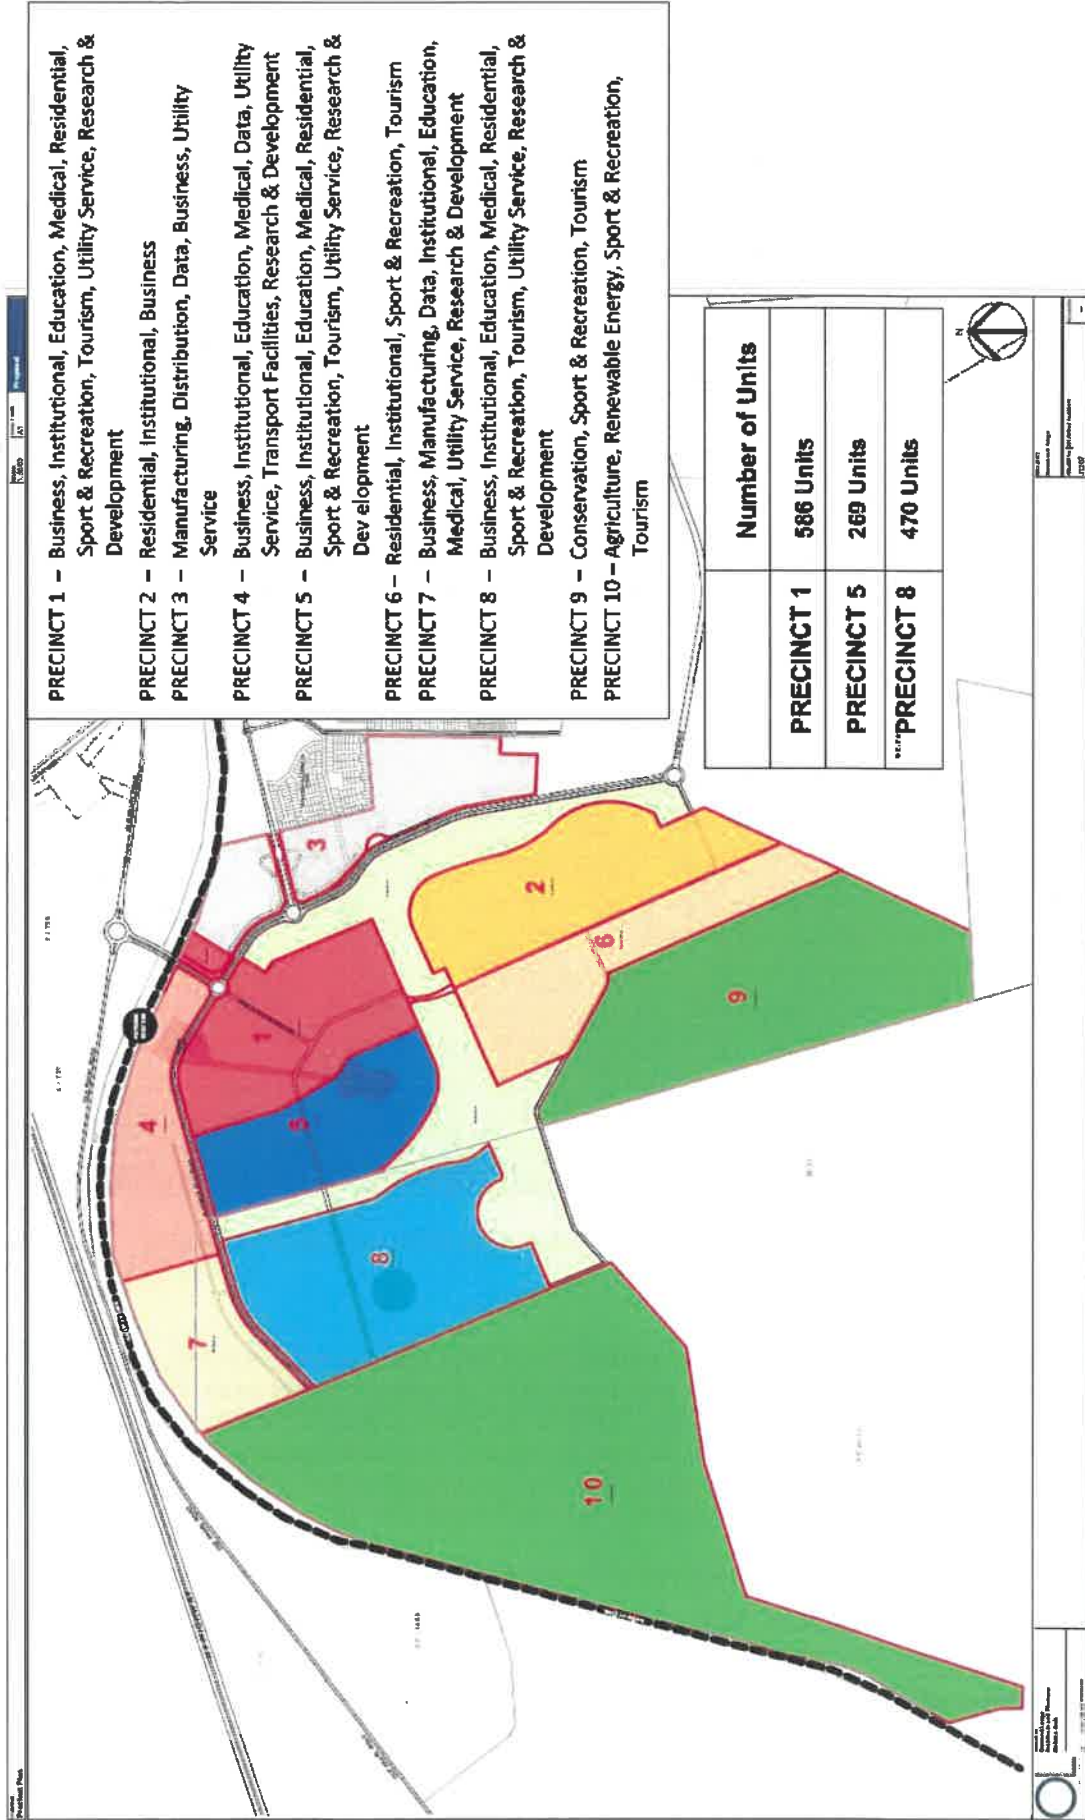 Precinct Plan
A1
Proposed
PRECINCT 1 – Business, Institutional, Education, Medical, Residential,
Sport & Recreation, Tourism, Utility Service, Research &
Development
PRECINCT 2 – Residential, Institutional, Business
PRECINCT 3 – Manufacturing, Distribution, Data, Business, Utility
Service
PRECINCT 4 – Business, Institutional, Education, Medical, Data, Utility
Service, Transport Facilities, Research & Development
PRECINCT 5 – Business, Institutional, Education, Medical, Residential,
Sport & Recreation, Tourism, Utility Service, Research &
Dev elopment
PRECINCT 6 – Residential, Institutional, Sport & Recreation, Tourism
PRECINCT 7 – Business, Manufacturing, Data, Institutional, Education,
Medical, Utility Service, Research & Development
PRECINCT 8 – Business, Institutional, Education, Medical, Residential,
Sport & Recreation, Tourism, Utility Service, Research &
Development
PRECINCT 9 – Conservation, Sport & Recreation, Tourism
PRECINCT 10 – Agriculture, Renewable Energy, Sport & Recreation,
Tourism
4
7
3
1
5
8
2
6
9
10
Number of Units
PRECINCT 1 586 Units
PRECINCT 5 269 Units
PRECINCT 8 470 Units
N